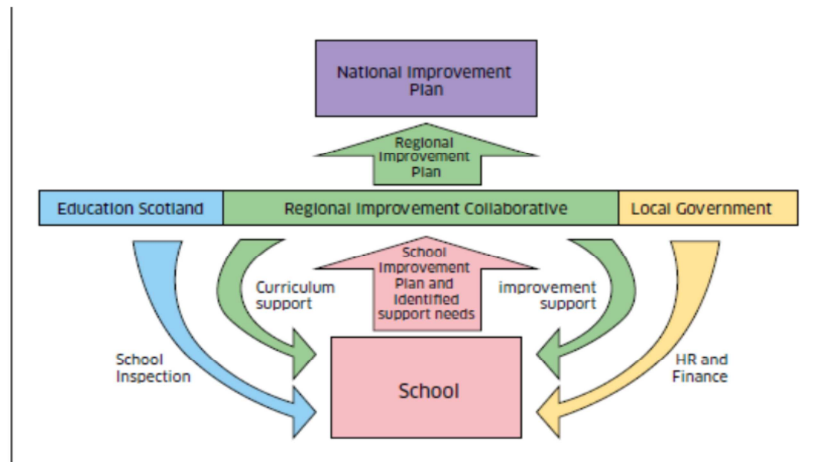 National Improvement
Plan
Regional
Improvement
Plan
Education Scotland
Regional Improvement Collaborative
Local Government
School
Improvement
Plan and
Identified
support needs
Curriculum
support
improvement
support
School
Inspection
HR and
Finance
School